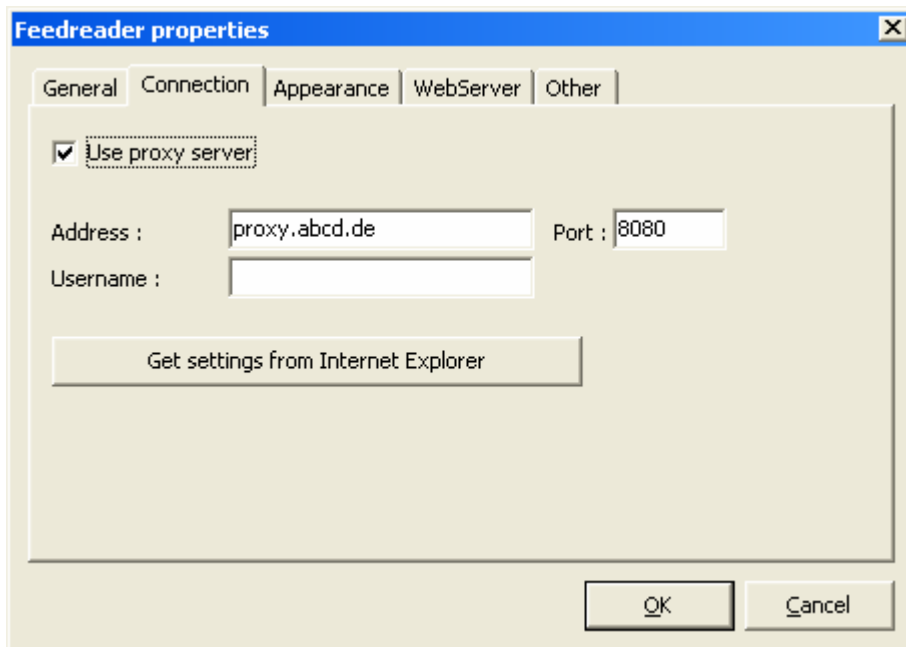 Feedreader properties
General Connection Appearance WebServer Other
Use proxy server
Address : proxy.abcd.de Port : 8080
Username :
Get settings from Internet Explorer
OK Cancel